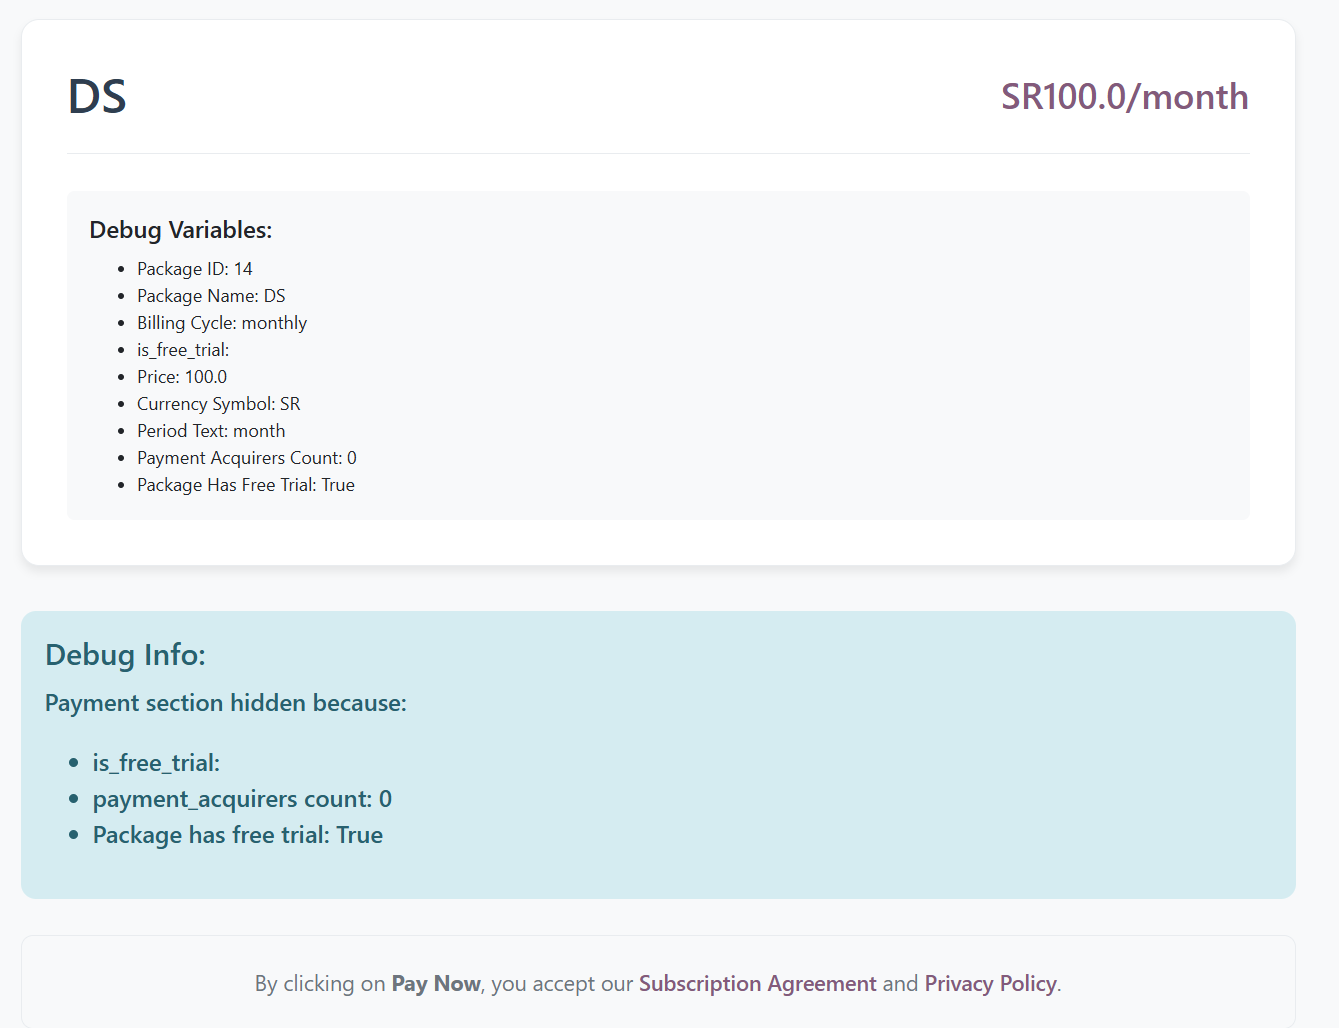 DS
SR100.0/month
Debug Variables:
Package ID: 14
Package Name: DS
Billing Cycle: monthly
is_free_trial:
Price: 100.0
Currency Symbol: SR
Period Text: month
Payment Acquirers Count: 0
Package Has Free Trial: True
Debug Info:
Payment section hidden because:
is_free_trial:
payment_acquirers count: 0
Package has free trial: True
By clicking on Pay Now, you accept our Subscription Agreement and Privacy Policy.